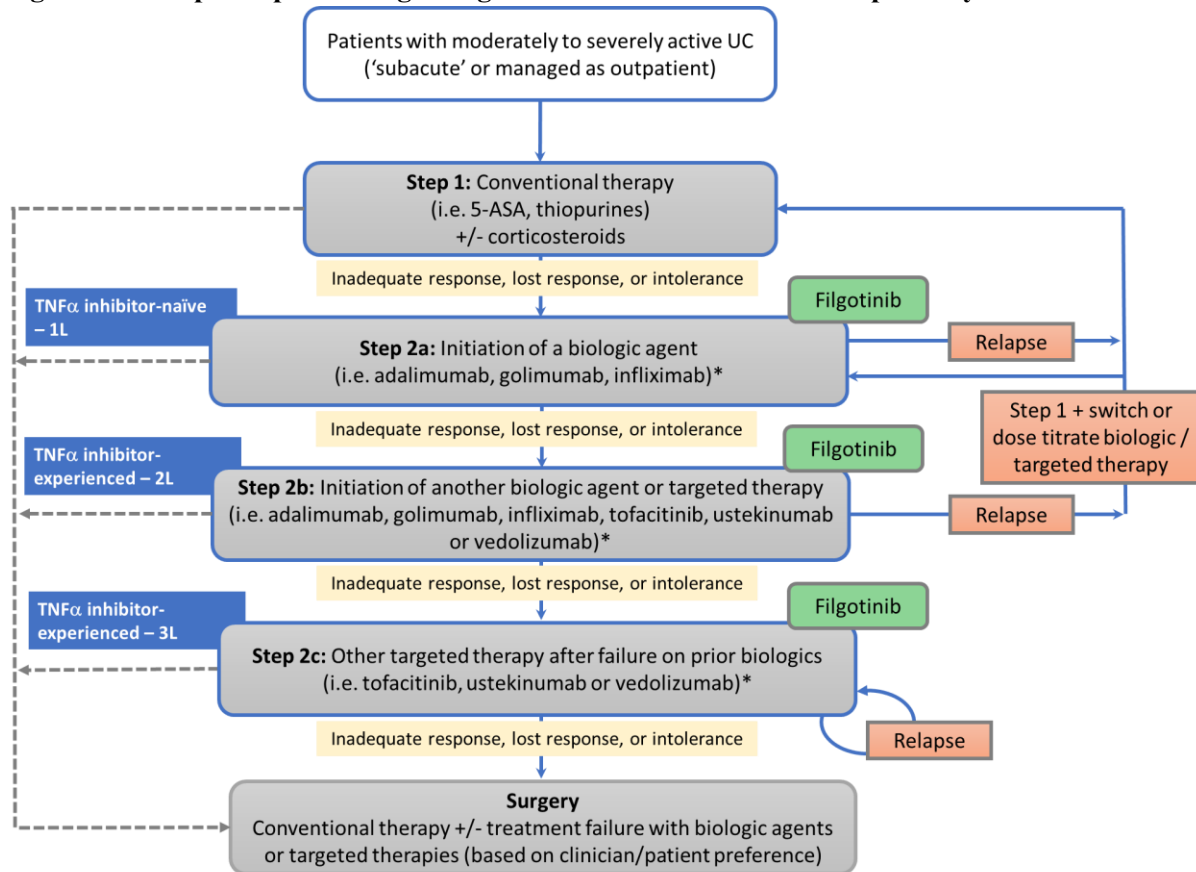 Patients with moderately to severely active UC
('subacute' or managed as outpatient)
Step 1: Conventional therapy
(i.e. 5-ASA, thiopurines)
+/- corticosteroids
Inadequate response, lost response, or intolerance
Filgotinib
TNFα inhibitor-naïve
– 1L
Step 2a: Initiation of a biologic agent
(i.e. adalimumab, golimumab, infliximab)*
Relapse
Step 1 + switch or
dose titrate biologic /
targeted therapy
Inadequate response, lost response, or intolerance
Filgotinib
TNFα inhibitor-
experienced – 2L
Step 2b: Initiation of another biologic agent or targeted therapy
(i.e. adalimumab, golimumab, infliximab, tofacitinib, ustekinumab
or vedolizumab)*
Relapse
Inadequate response, lost response, or intolerance
Filgotinib
TNFα inhibitor-
experienced – 3L
Step 2c: Other targeted therapy after failure on prior biologics
(i.e. tofacitinib, ustekinumab or vedolizumab)*
Relapse
Inadequate response, lost response, or intolerance
Surgery
Conventional therapy +/- treatment failure with biologic agents
or targeted therapies (based on clinician/patient preference)